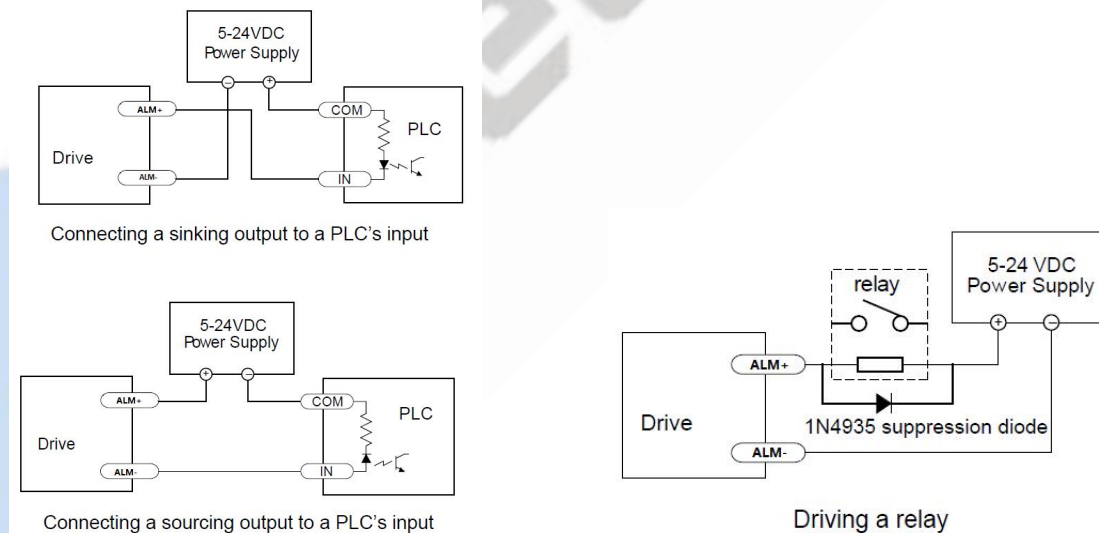 5-24VDC
Power Supply
− +
ALM+
COM
PLC
Drive
ALM-
IN
Connecting a sinking output to a PLC's input
5-24VDC
Power Supply
+ −
ALM+
COM
PLC
Drive
ALM-
IN
Connecting a sourcing output to a PLC's input
5-24 VDC
Power Supply
relay
+ −
ALM+
Drive
1N4935 suppression diode
ALM-
Driving a relay